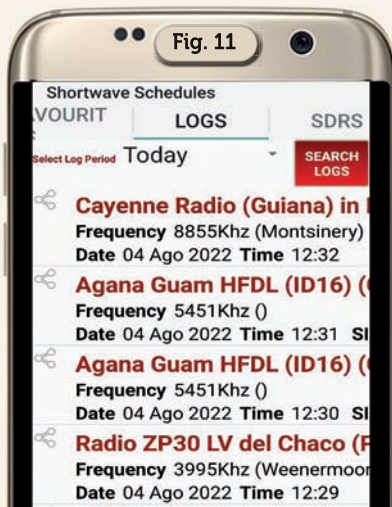 Fig. 11
Shortwave Schedules
VOURIT LOGS SDRS
Select Log Period Today SEARCH LOGS
Cayenne Radio (Guiana) in
Frequency 8855Khz (Montsinery)
Date 04 Ago 2022 Time 12:32
Agana Guam HFDL (ID16) (
Frequency 5451Khz ()
Date 04 Ago 2022 Time 12:31 SI
Agana Guam HFDL (ID16) (
Frequency 5451Khz ()
Date 04 Ago 2022 Time 12:30 SI
Radio ZP30 LV del Chaco (
Frequency 3995Khz (Weenermoor
Date 04 Ago 2022 Time 12:29